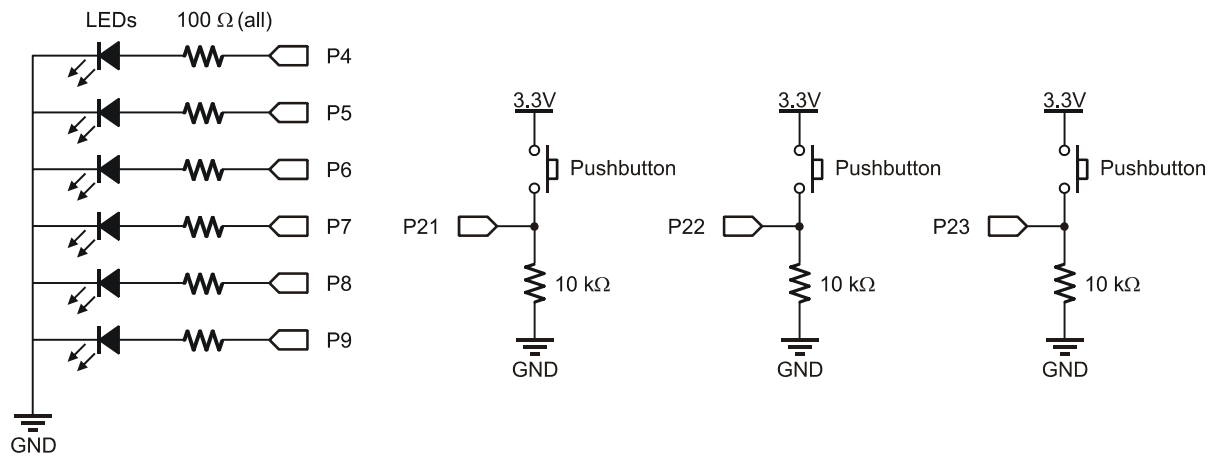 LEDs 100 Ω (all)
P4
P5
P6
P7
P8
P9
GND
3.3V
Pushbutton
P21
10 kΩ
GND
3.3V
Pushbutton
P22
10 kΩ
GND
3.3V
Pushbutton
P23
10 kΩ
GND